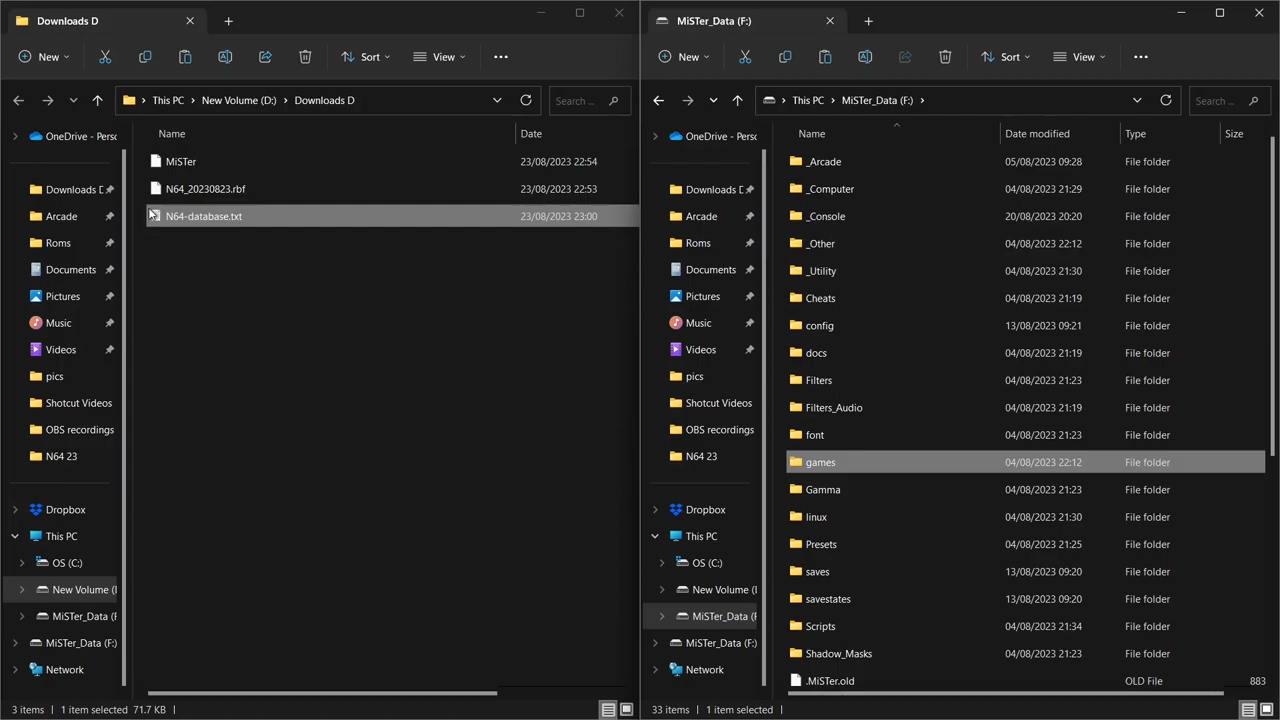 Downloads D
New
Sort
View
This PC
New Volume (D:)
Downloads D
Search ...
OneDrive - Persc
Downloads D
Arcade
Roms
Documents
Pictures
Music
Videos
pics
Shotcut Videos
OBS recordings
N64 23
Dropbox
This PC
OS (C:)
New Volume (D
MiSTer_Data (F
MiSTer_Data (F:)
Network
Name Date
MiSTer 23/08/2023 22:54
N64_20230823.rbf 23/08/2023 22:53
N64-database.txt 23/08/2023 23:00
3 items 1 item selected 71.7 KB
MiSTer_Data (F:)
New
Sort
View
This PC
MiSTer_Data (F:)
Search ...
OneDrive - Persc
Downloads D
Arcade
Roms
Documents
Pictures
Music
Videos
pics
Shotcut Videos
OBS recordings
N64 23
Dropbox
This PC
OS (C:)
New Volume (D
MiSTer_Data (F
MiSTer_Data (F:)
Network
Name Date modified Type Size
_Arcade 05/08/2023 09:28 File folder
_Computer 04/08/2023 21:29 File folder
_Console 20/08/2023 20:20 File folder
_Other 04/08/2023 22:12 File folder
_Utility 04/08/2023 21:30 File folder
Cheats 04/08/2023 21:19 File folder
config 13/08/2023 09:21 File folder
docs 04/08/2023 21:19 File folder
Filters 04/08/2023 21:23 File folder
Filters_Audio 04/08/2023 21:19 File folder
font 04/08/2023 21:23 File folder
games 04/08/2023 22:12 File folder
Gamma 04/08/2023 21:23 File folder
linux 04/08/2023 21:30 File folder
Presets 04/08/2023 21:25 File folder
saves 13/08/2023 09:20 File folder
savestates 13/08/2023 09:20 File folder
Scripts 04/08/2023 21:34 File folder
Shadow_Masks 04/08/2023 21:23 File folder
.MiSTer.old OLD File 883
33 items 1 item selected